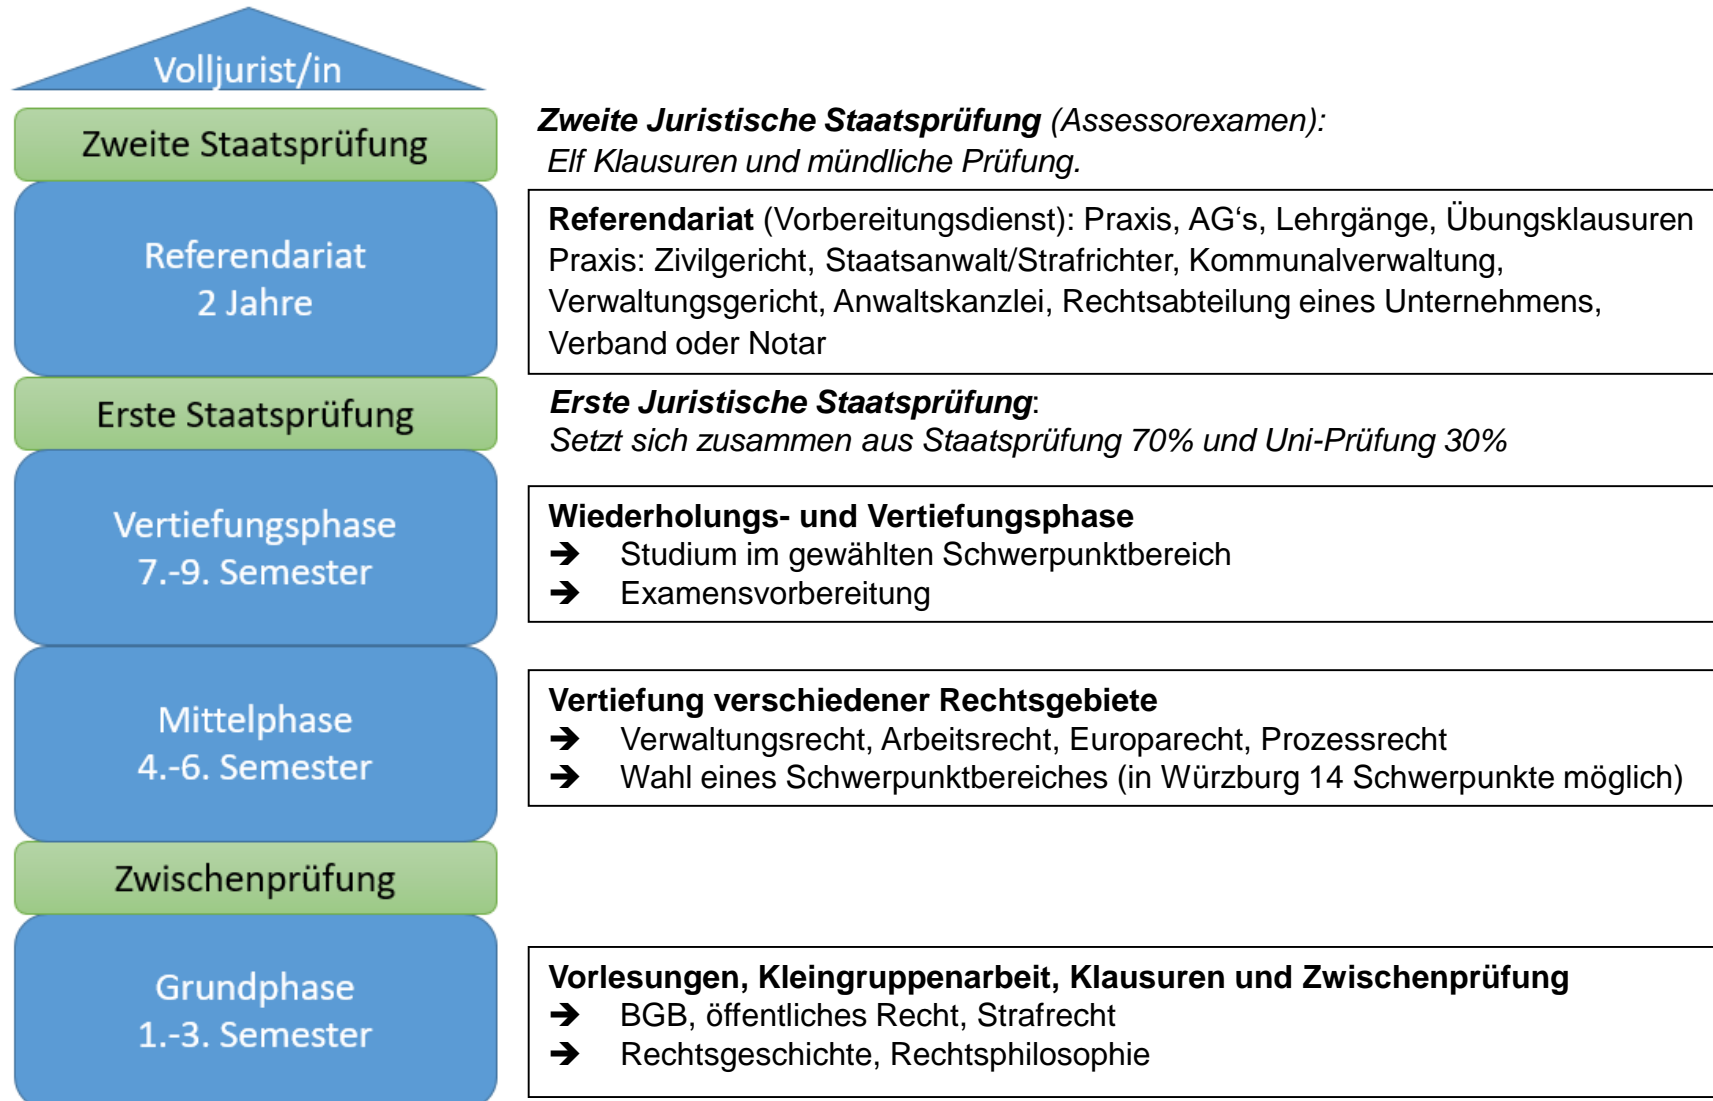 Volljurist/in
Zweite Staatsprüfung
Zweite Juristische Staatsprüfung (Assessorexamen):
Elf Klausuren und mündliche Prüfung.
Referendariat
2 Jahre
Referendariat (Vorbereitungsdienst): Praxis, AG‘s, Lehrgänge, Übungsklausuren
Praxis: Zivilgericht, Staatsanwalt/Strafrichter, Kommunalverwaltung,
Verwaltungsgericht, Anwaltskanzlei, Rechtsabteilung eines Unternehmens,
Verband oder Notar
Erste Staatsprüfung
Erste Juristische Staatsprüfung:
Setzt sich zusammen aus Staatsprüfung 70% und Uni-Prüfung 30%
Vertiefungsphase
7.-9. Semester
Wiederholungs- und Vertiefungsphase
➔ Studium im gewählten Schwerpunktbereich
➔ Examensvorbereitung
Mittelphase
4.-6. Semester
Vertiefung verschiedener Rechtsgebiete
➔ Verwaltungsrecht, Arbeitsrecht, Europarecht, Prozessrecht
➔ Wahl eines Schwerpunktbereiches (in Würzburg 14 Schwerpunkte möglich)
Zwischenprüfung
Grundphase
1.-3. Semester
Vorlesungen, Kleingruppenarbeit, Klausuren und Zwischenprüfung
➔ BGB, öffentliches Recht, Strafrecht
➔ Rechtsgeschichte, Rechtsphilosophie